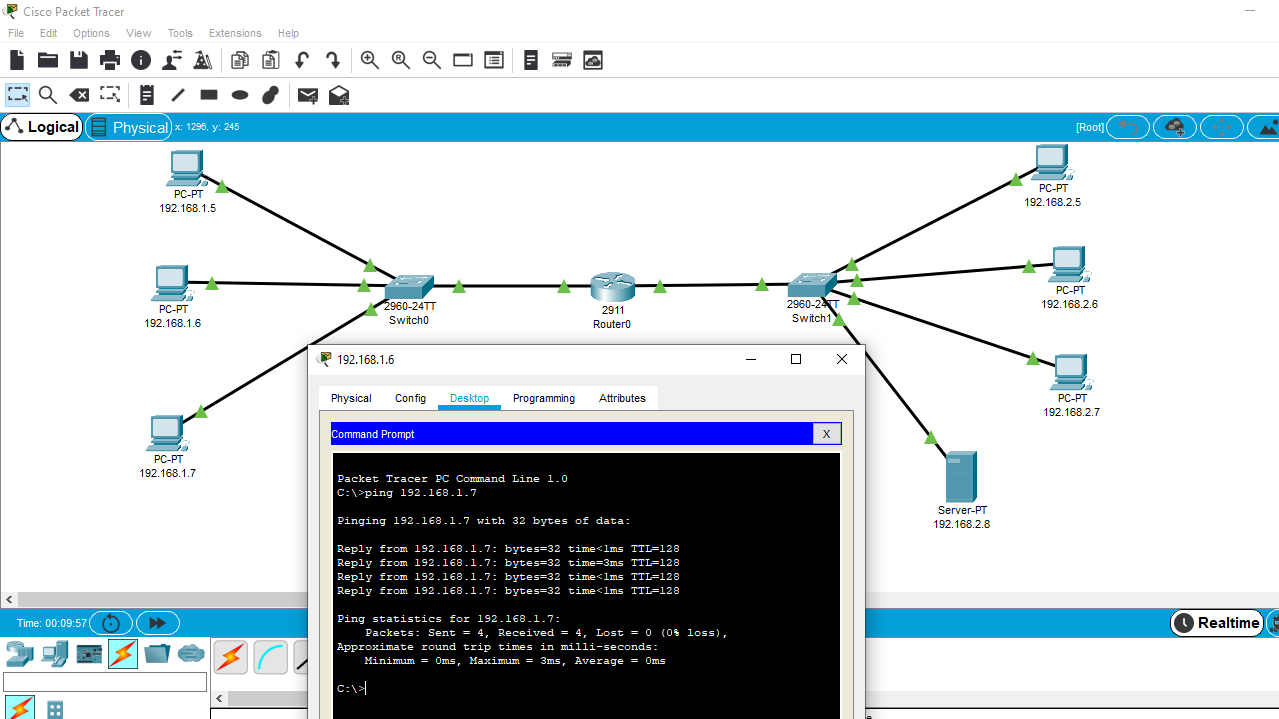 Cisco Packet Tracer
File Edit Options View Tools Extensions Help
Logical Physical x: 1296, y: 245 [Root]
PC-PT
192.168.1.5
PC-PT
192.168.1.6
PC-PT
192.168.1.7
2960-24TT
Switch0
2911
Router0
2960-24TT
Switch1
PC-PT
192.168.2.5
PC-PT
192.168.2.6
PC-PT
192.168.2.7
Server-PT
192.168.2.8
192.168.1.6
Physical Config Desktop Programming Attributes
Command Prompt X
Packet Tracer PC Command Line 1.0
C:\>ping 192.168.1.7
Pinging 192.168.1.7 with 32 bytes of data:
Reply from 192.168.1.7: bytes=32 time<1ms TTL=128
Reply from 192.168.1.7: bytes=32 time=3ms TTL=128
Reply from 192.168.1.7: bytes=32 time<1ms TTL=128
Reply from 192.168.1.7: bytes=32 time<1ms TTL=128
Ping statistics for 192.168.1.7:
Packets: Sent = 4, Received = 4, Lost = 0 (0% loss),
Approximate round trip times in milli-seconds:
Minimum = 0ms, Maximum = 3ms, Average = 0ms
C:\>
Time: 00:09:57
Realtime